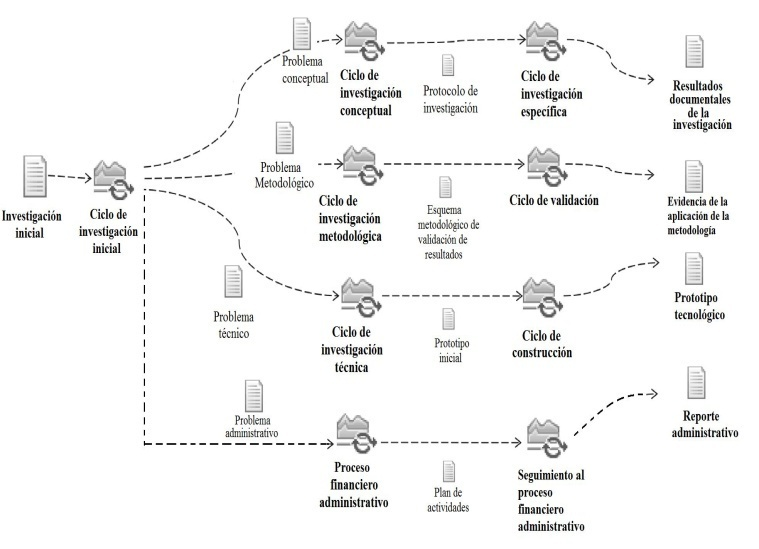 Investigación
inicial
Ciclo de
investigación
inicial
Problema
conceptual
Ciclo de
investigación
conceptual
Protocolo de
investigación
Ciclo de
investigación
específica
Resultados
documentales
de la
investigación
Problema
Metodológico
Ciclo de
investigación
metodológica
Esquema
metodológico de
validación de
resultados
Ciclo de validación
Evidencia de la
aplicación de la
metodología
Problema
técnico
Ciclo de
investigación
técnica
Prototipo
inicial
Ciclo de
construcción
Prototipo
tecnológico
Problema
administrativo
Proceso
financiero
administrativo
Plan de
actividades
Seguimiento al
proceso
financiero
administrativo
Reporte
administrativo